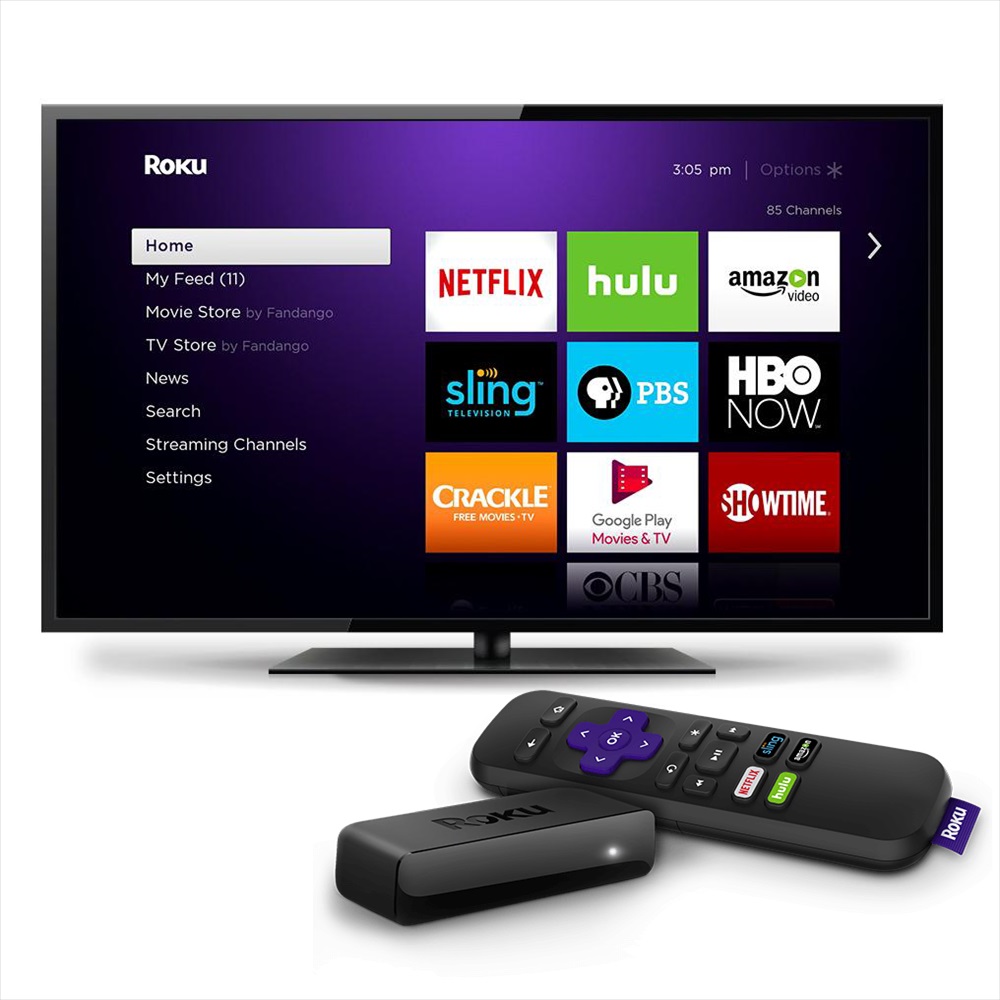 ROKU
3:05 pm | Options
85 Channels
Home
My Feed (11)
Movie Store by Fandango
TV Store by Fandango
News
Search
Streaming Channels
Settings
NETFLIX
hulu
amazon
video
sling
TELEVISION
PBS
HBO
NOW
SM
CRACKLE
FREE MOVIES • TV
Google Play
Movies & TV
SHOWTIME
CBS
OK
sling
amazon
NETFLIX
hulu
ROKU
ROKU